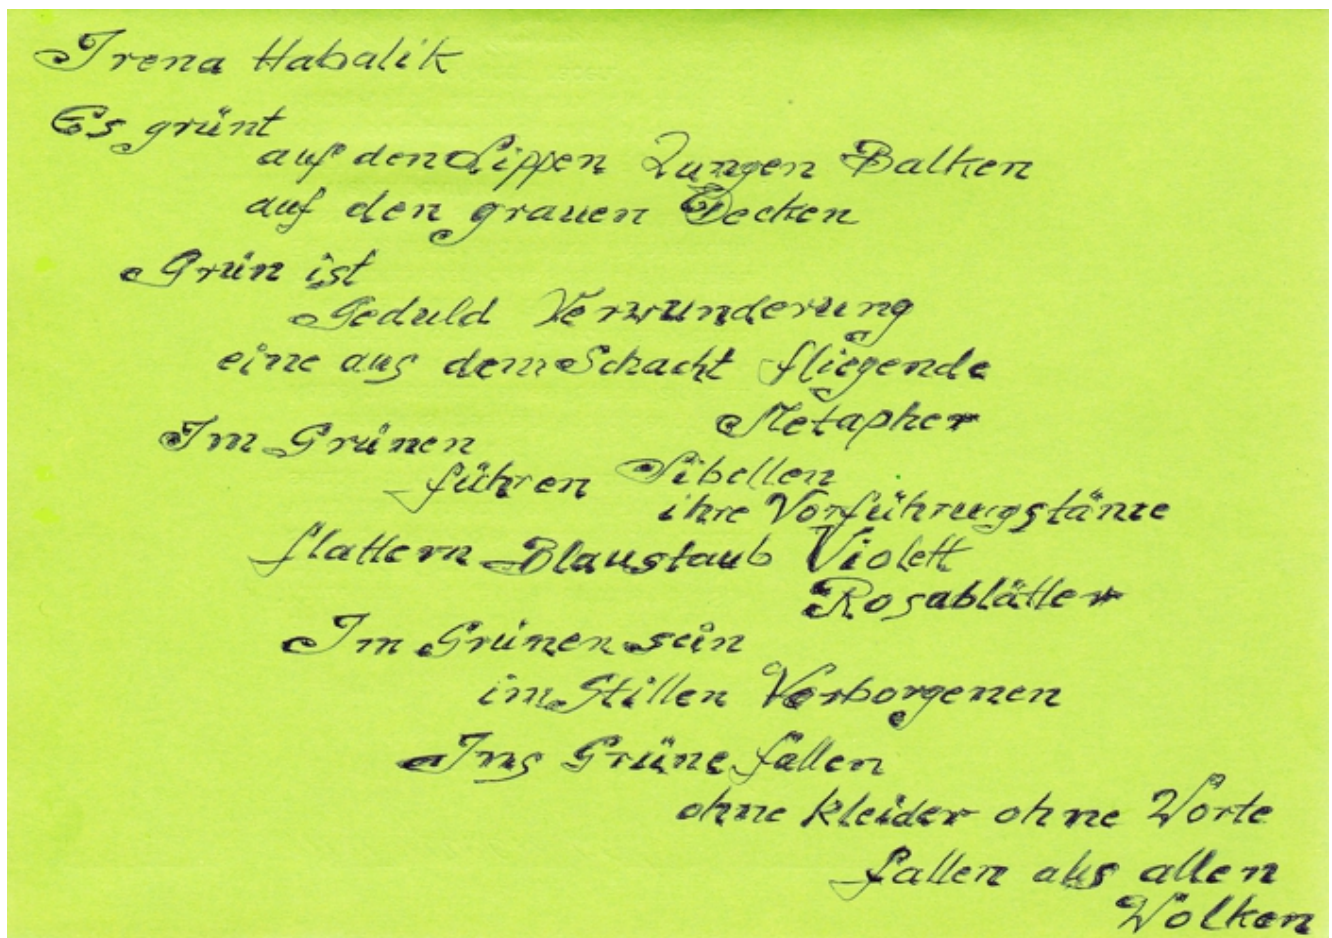 Irena Habalik
Es grünt
auf den Lippen Zungen Balken
auf den grauen Decken
Grün ist
Geduld Verwunderung
eine aus dem Schacht fliegende
Metapher
Im Grünen
führen Libellen
ihre Vorführungstänze
flattern Blaustaub Violett
Rosablätter
Im Grünen sein
im Stillen Verborgenen
Ins Grüne fallen
ohne Kleider ohne Worte
fallen aus allen
Wolken